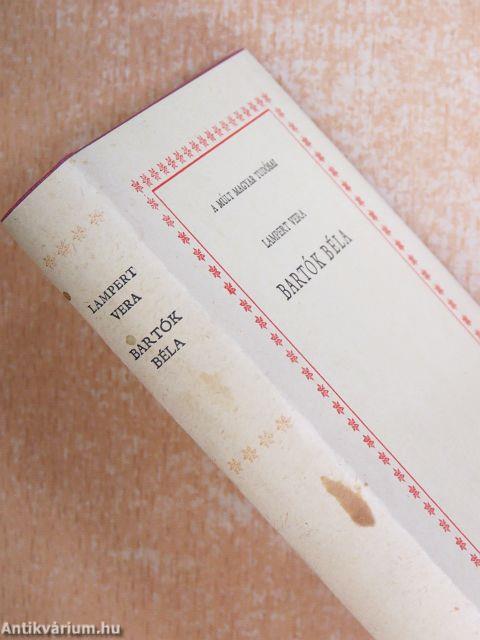 LAMPERT
VERA
BARTÓK
BÉLA
A MÚLT MAGYAR TUDÓSAI
LAMPERT VERA
BARTÓK BÉLA
Antikvárium.hu